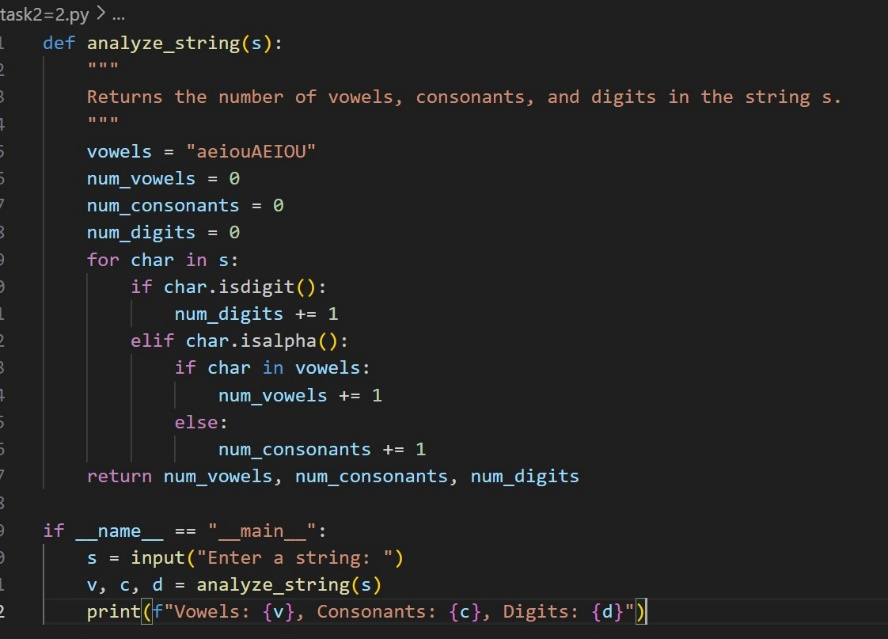 task2=2.py > ...
def analyze_string(s):
    """
    Returns the number of vowels, consonants, and digits in the string s.
    """
    vowels = "aeiouAEIOU"
    num_vowels = 0
    num_consonants = 0
    num_digits = 0
    for char in s:
        if char.isdigit():
            num_digits += 1
        elif char.isalpha():
            if char in vowels:
                num_vowels += 1
            else:
                num_consonants += 1
    return num_vowels, num_consonants, num_digits

if __name__ == "__main__":
    s = input("Enter a string: ")
    v, c, d = analyze_string(s)
    print(f"Vowels: {v}, Consonants: {c}, Digits: {d}")